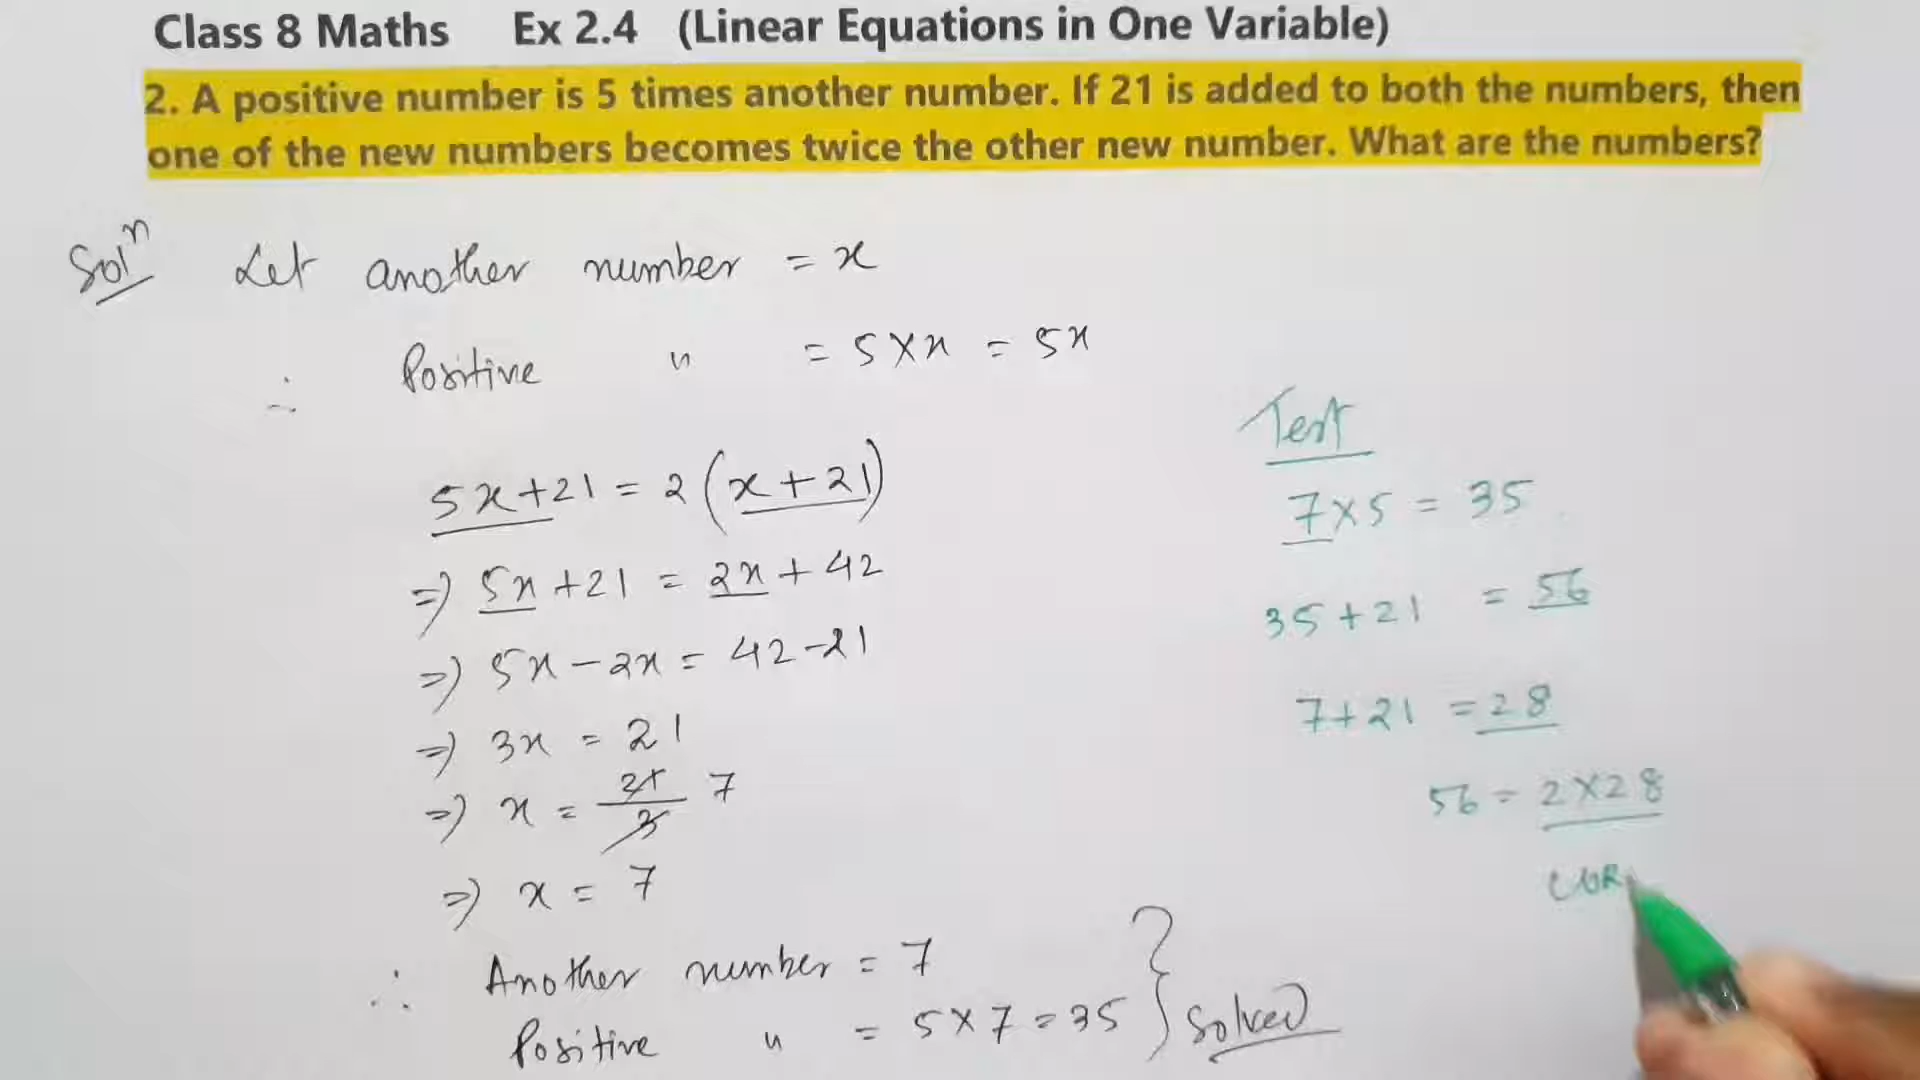 Class 8 Maths Ex 2.4 (Linear Equations in One Variable)
2. A positive number is 5 times another number. If 21 is added to both the numbers, then
one of the new numbers becomes twice the other new number. What are the numbers?
Solⁿ Let another number = x
∴ Positive " = 5×x = 5x
5x+21 = 2(x+21)
⇒ 5x+21 = 2x+42
⇒ 5x-2x = 42-21
⇒ 3x = 21
⇒ x = 21/3 7
⇒ x = 7
∴ Another number = 7
Positive " = 5×7=35 } Solved
Test
7×5 = 35
35+21 = 56
7+21 = 28
56 = 2×28
COR